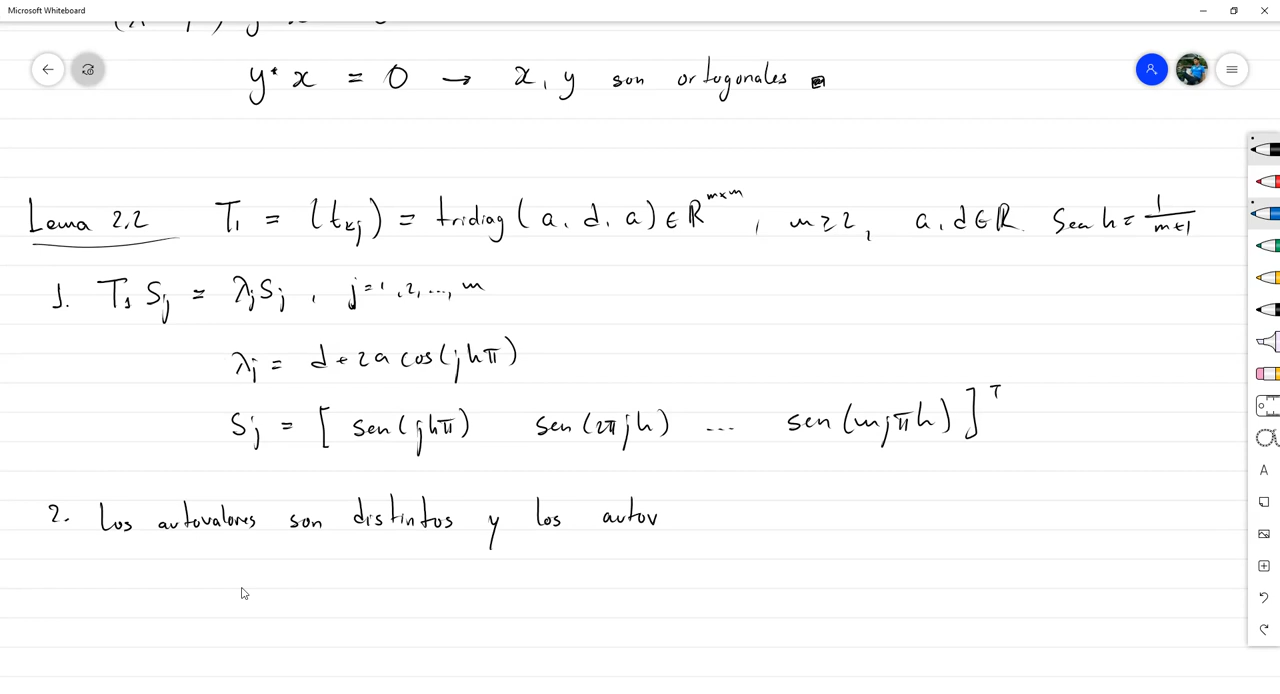 Microsoft Whiteboard
y* x = 0 → x, y son ortogonales
Lema 2.2 T₁ = (t_kj) = tridiag(a, d, a) ∈ ℝ^{m×m}, m ≥ 2, a, d ∈ ℝ. Sea h = 1/(m+1)
1. T₁ Sⱼ = λⱼ Sⱼ, j = 1, 2, ..., m
λⱼ = d + 2a cos(jhπ)
Sⱼ = [ sen(jhπ) sen(2πjh) ... sen(mjπh) ]ᵀ
2. Los autovalores son distintos y los autov
A